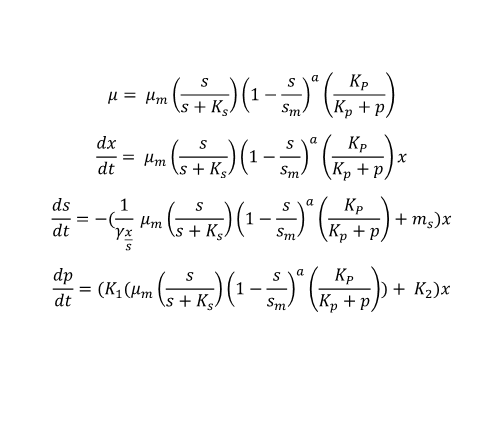 μ = μ_m (s / (s + K_s)) (1 − s / s_m)^a (K_P / (K_p + p))
dx/dt = μ_m (s / (s + K_s)) (1 − s / s_m)^a (K_P / (K_p + p)) x
ds/dt = −(1 / γ_{x/s} μ_m (s / (s + K_s)) (1 − s / s_m)^a (K_P / (K_p + p)) + m_s)x
dp/dt = (K_1(μ_m (s / (s + K_s)) (1 − s / s_m)^a (K_P / (K_p + p))) + K_2)x